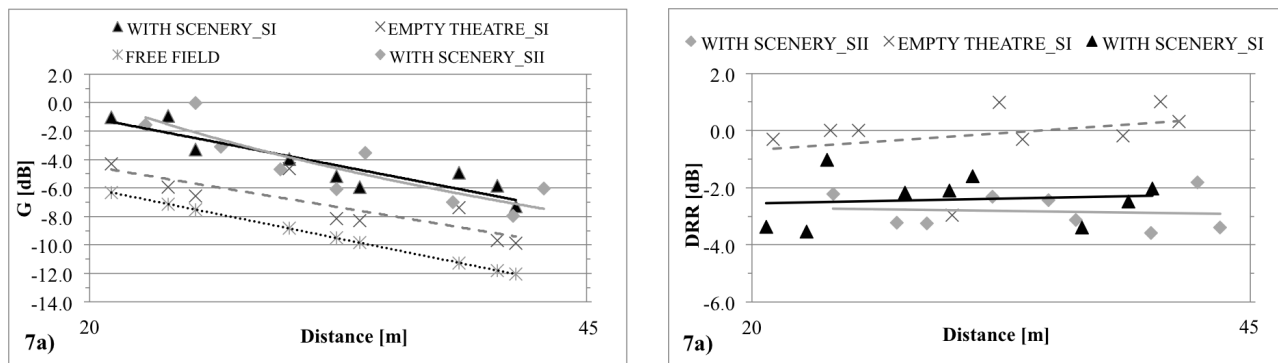 WITH SCENERY_SI EMPTY THEATRE_SI
FREE FIELD WITH SCENERY_SII
2.0
0.0
-2.0
-4.0
-6.0
-8.0
-10.0
-12.0
-14.0
G [dB]
20 45
Distance [m]
7a)
WITH SCENERY_SII EMPTY THEATRE_SI WITH SCENERY_SI
2.0
0.0
-2.0
-4.0
-6.0
DRR [dB]
20 45
Distance [m]
7a)